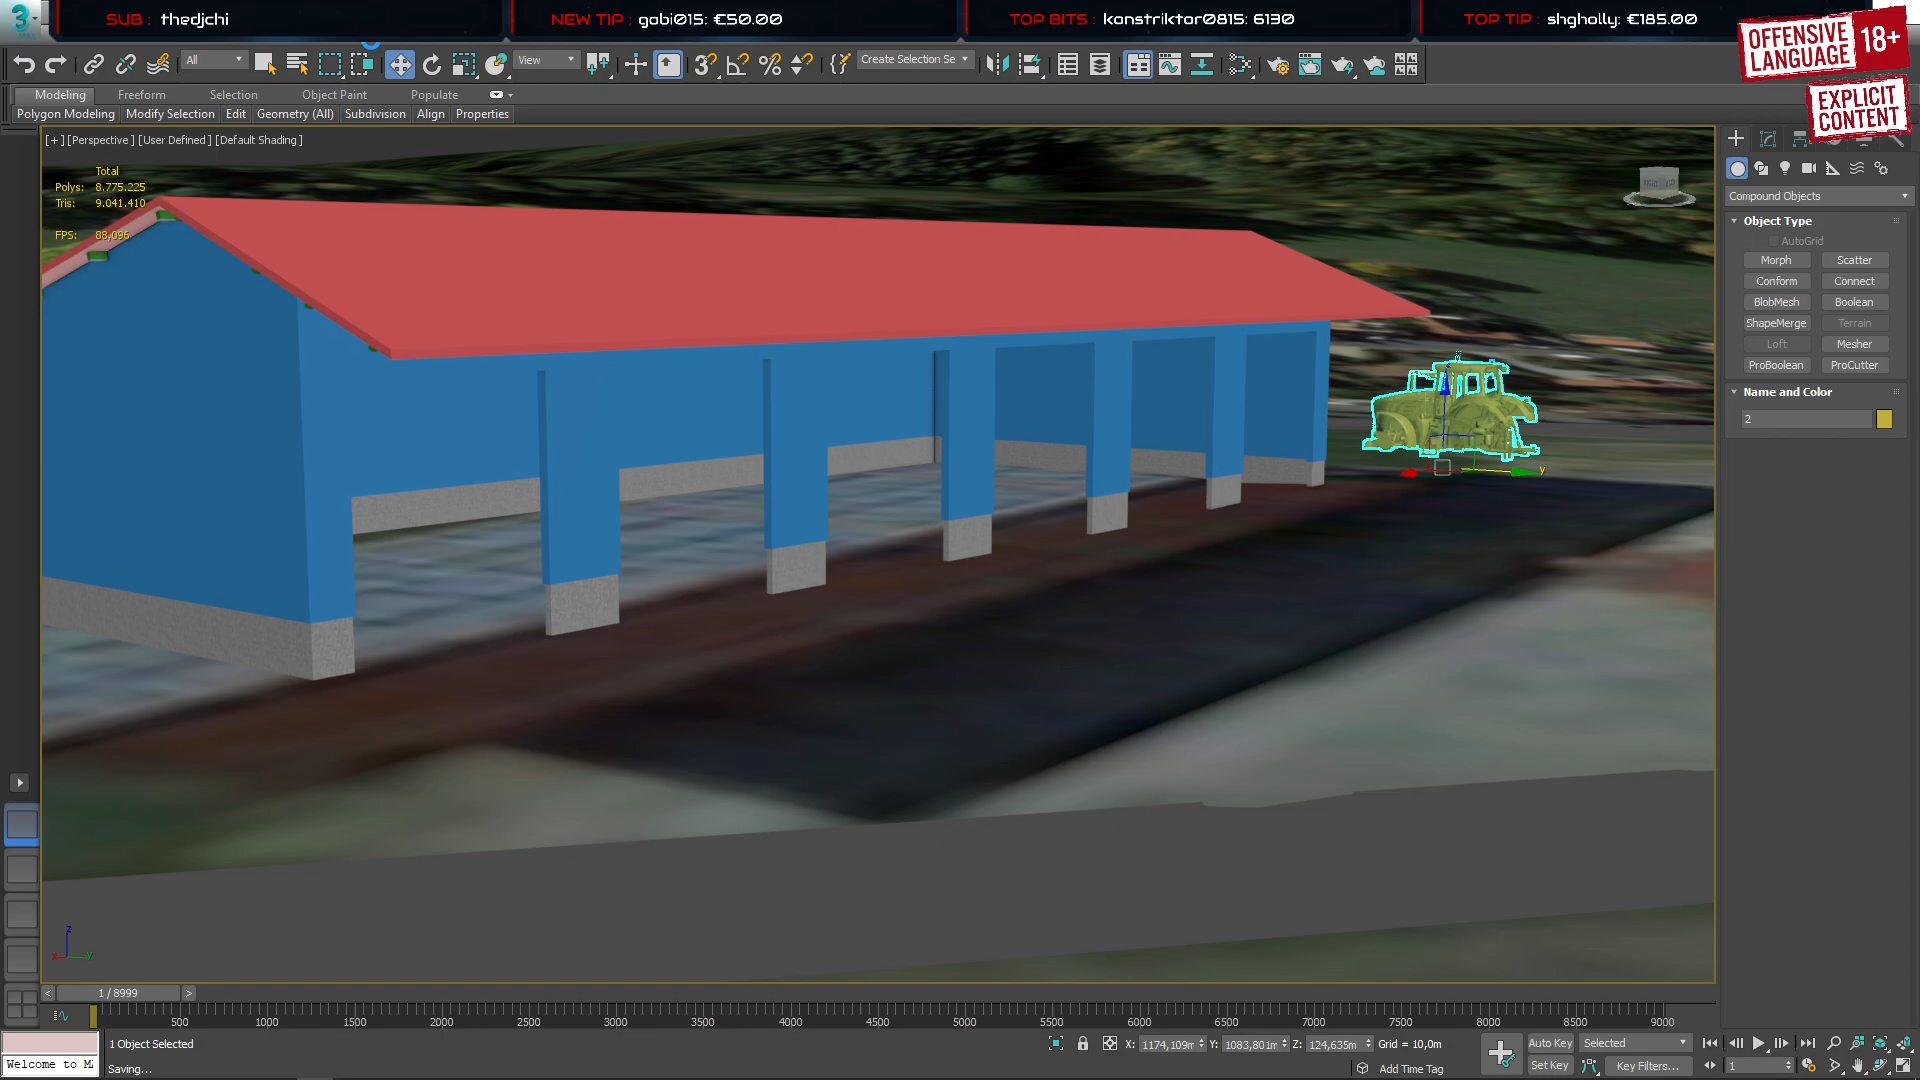 SUB : thedjchi
NEW TIP : gabi015: €50.00
TOP BITS : konstriktor0815: 6130
TOP TIP : shgholly: €185.00
OFFENSIVE LANGUAGE 18+
EXPLICIT CONTENT
3
All
View
3
Create Selection Se
Modeling Freeform Selection Object Paint Populate
Polygon Modeling Modify Selection Edit Geometry (All) Subdivision Align Properties
[+] [Perspective ] [User Defined ] [Default Shading ]
Total
Polys: 8.775.225
Tris: 9.041.410
FPS: 88,096
Compound Objects
Object Type
AutoGrid
Morph Scatter
Conform Connect
BlobMesh Boolean
ShapeMerge Terrain
Loft Mesher
ProBoolean ProCutter
Name and Color
2
y
z
x
y
< 1 / 8999 >
500 1000 1500 2000 2500 3000 3500 4000 4500 5000 5500 6000 6500 7000 7500 8000 8500 9000
1 Object Selected
X: 1174,109m Y: 1083,801m Z: 124,635m Grid = 10,0m
Auto Key Selected
Welcome to M
Saving...
Add Time Tag
Set Key Key Filters...
1